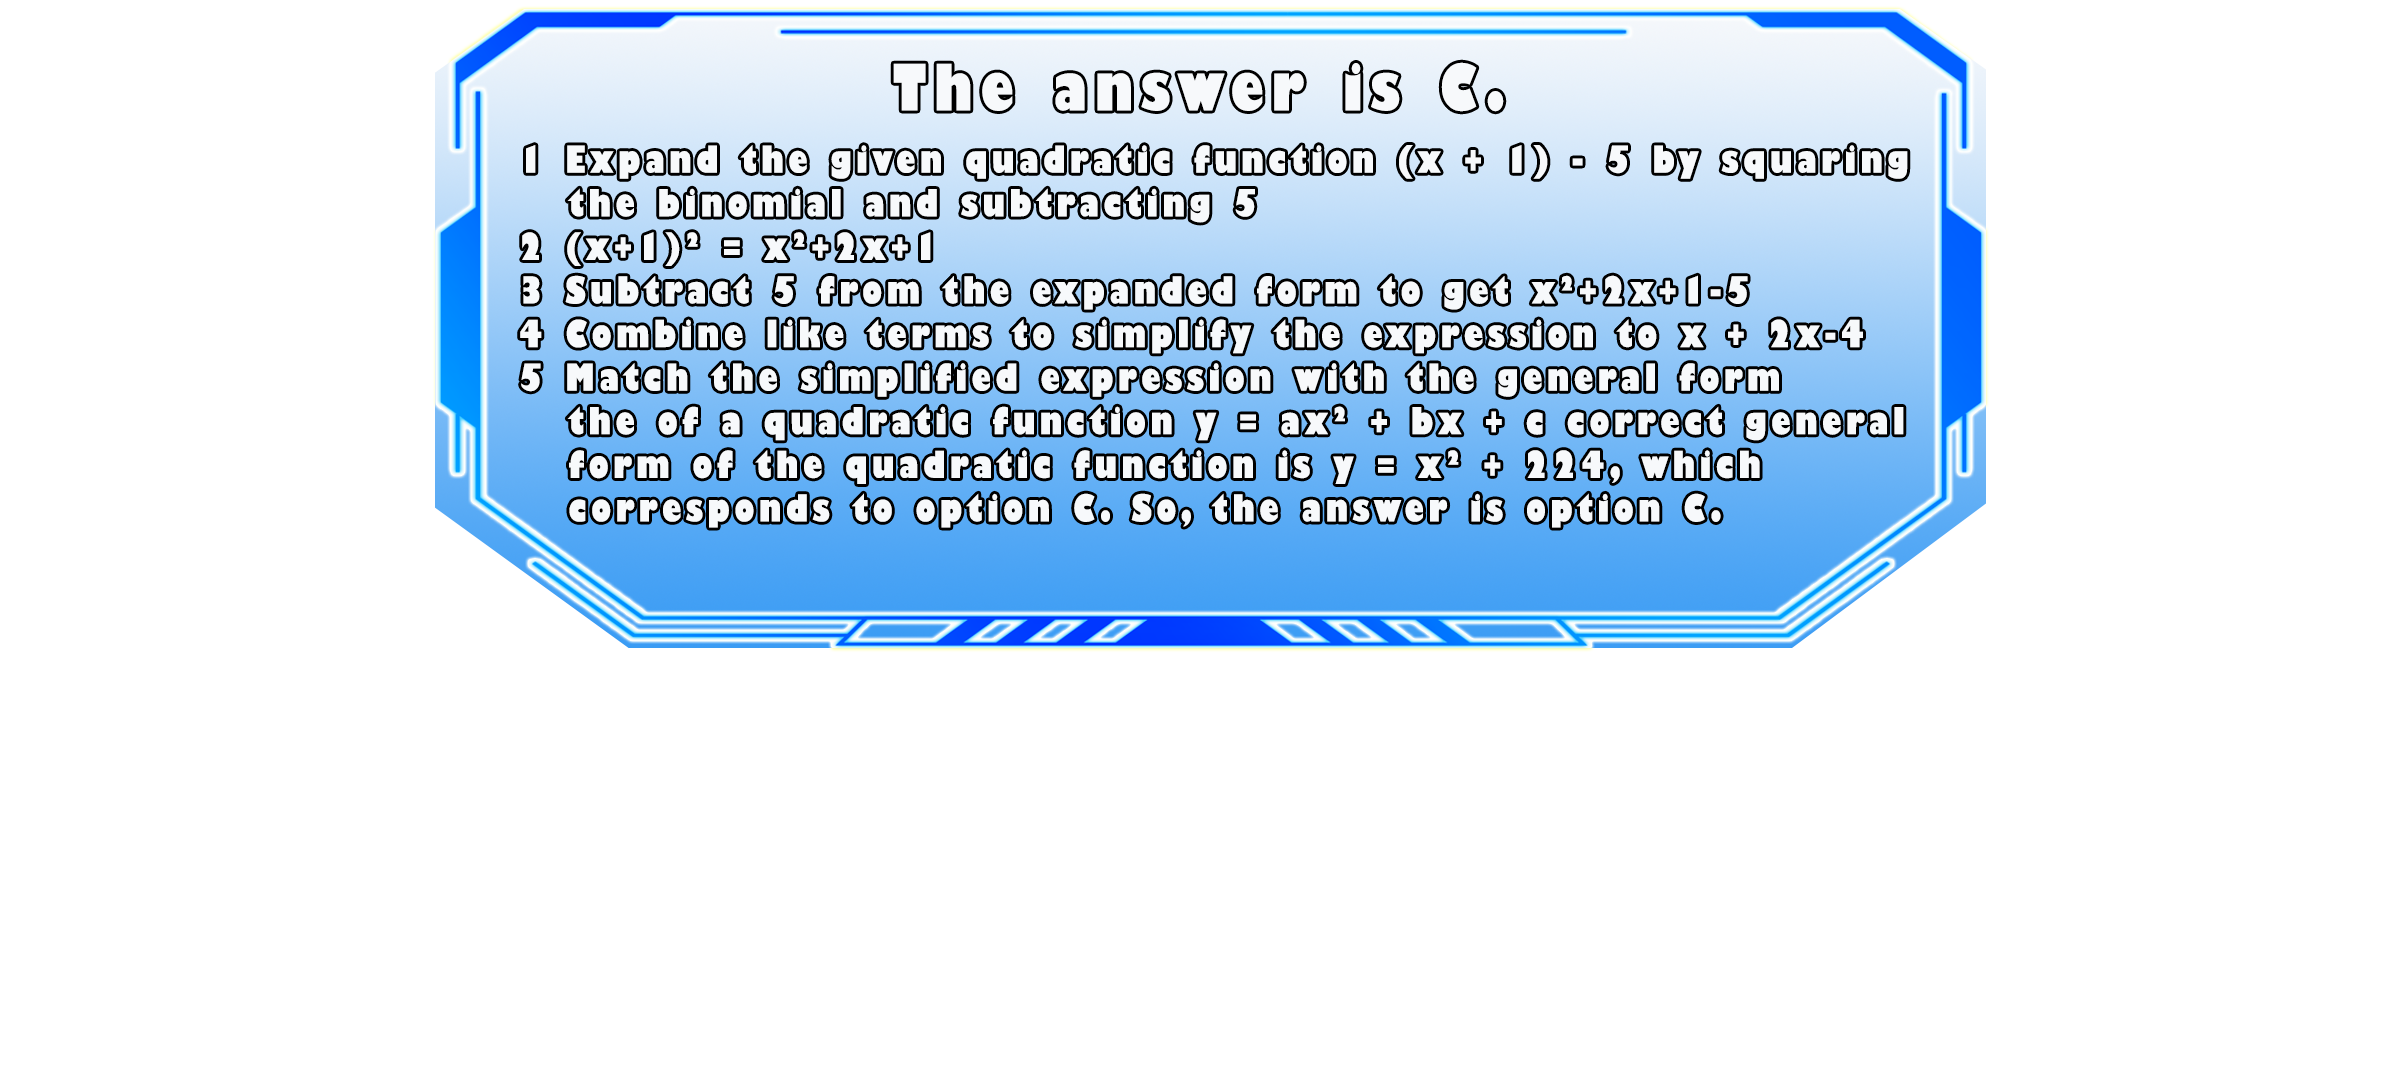 The answer is C.
1 Expand the given quadratic function (x + 1) - 5 by squaring
the binomial and subtracting 5
2 (x+1)² = x²+2x+1
3 Subtract 5 from the expanded form to get x²+2x+1-5
4 Combine like terms to simplify the expression to x + 2x-4
5 Match the simplified expression with the general form
the of a quadratic function y = ax² + bx + c correct general
form of the quadratic function is y = x² + 224, which
corresponds to option C. So, the answer is option C.